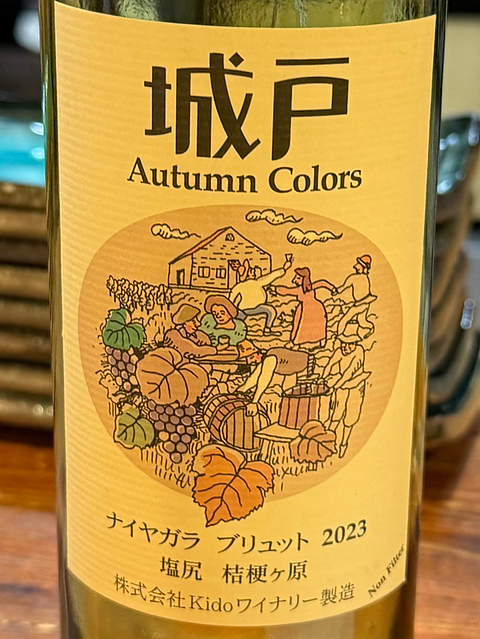 城戸
Autumn Colors
ナイヤガラ ブリュット 2023
塩尻 桔梗ヶ原
株式会社Kidoワイナリー製造
Non Filter